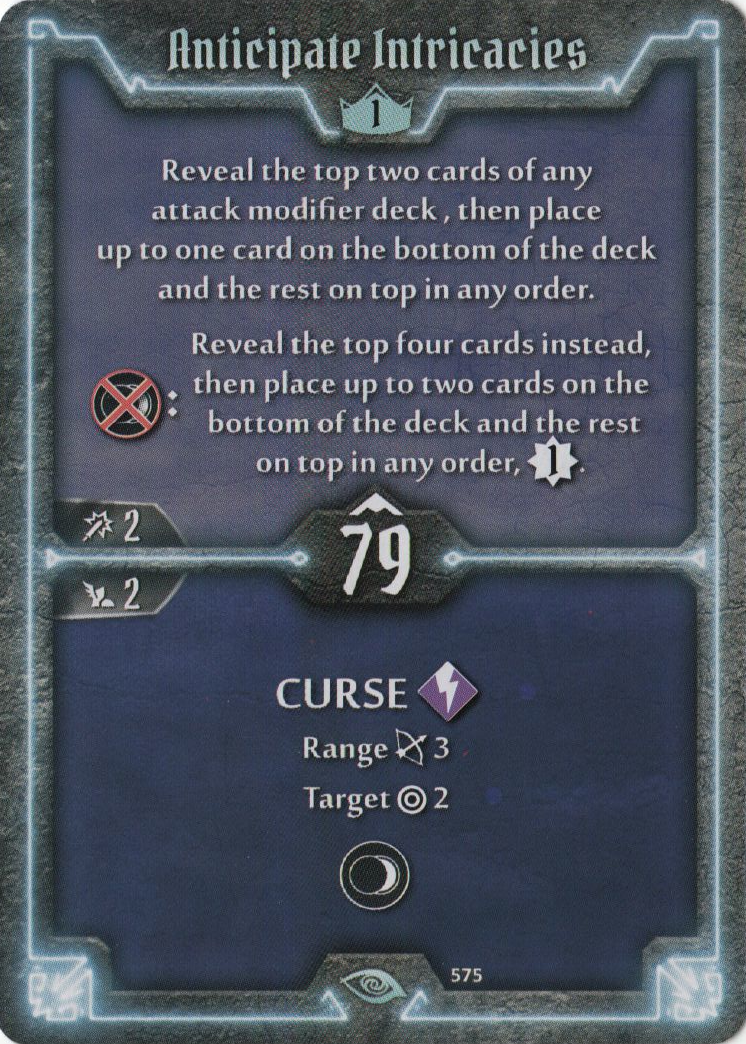 Anticipate Intricacies
1
Reveal the top two cards of any
attack modifier deck , then place
up to one card on the bottom of the deck
and the rest on top in any order.
Reveal the top four cards instead,
: then place up to two cards on the
bottom of the deck and the rest
on top in any order, 1.
2
79
2
CURSE
Range 3
Target 2
575